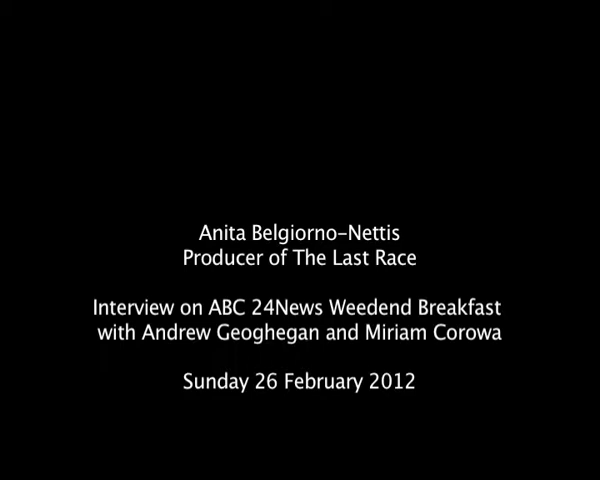 Anita Belgiorno-Nettis
Producer of The Last Race
Interview on ABC 24News Weedend Breakfast
with Andrew Geoghegan and Miriam Corowa
Sunday 26 February 2012